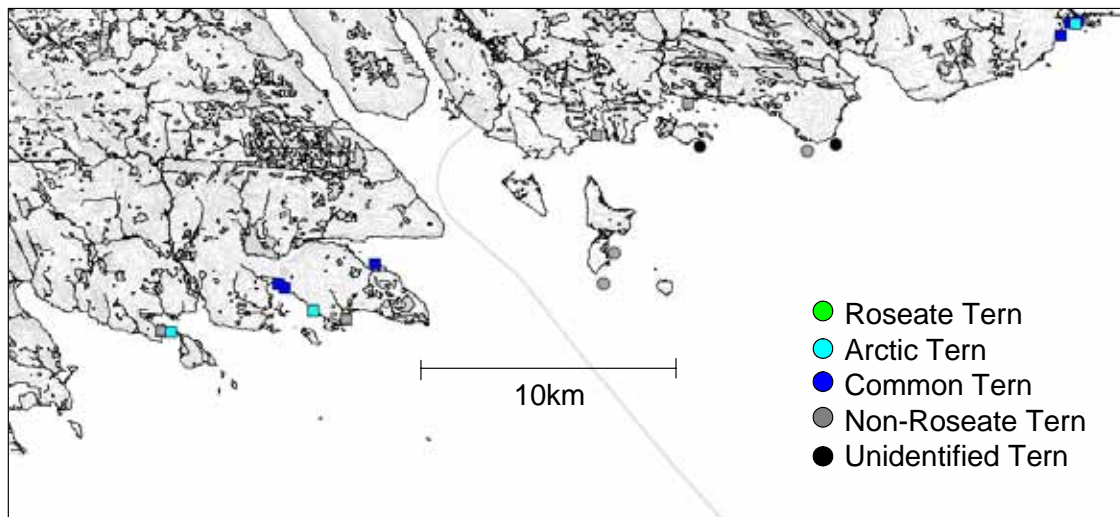 10km
Roseate Tern
Arctic Tern
Common Tern
Non-Roseate Tern
Unidentified Tern